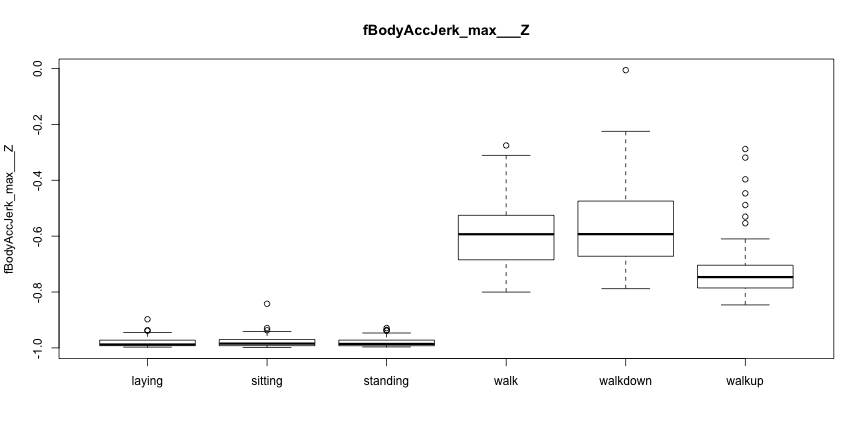 fBodyAccJerk_max___Z
fBodyAccJerk_max___Z
0.0
-0.2
-0.4
-0.6
-0.8
-1.0
laying sitting standing walk walkdown walkup